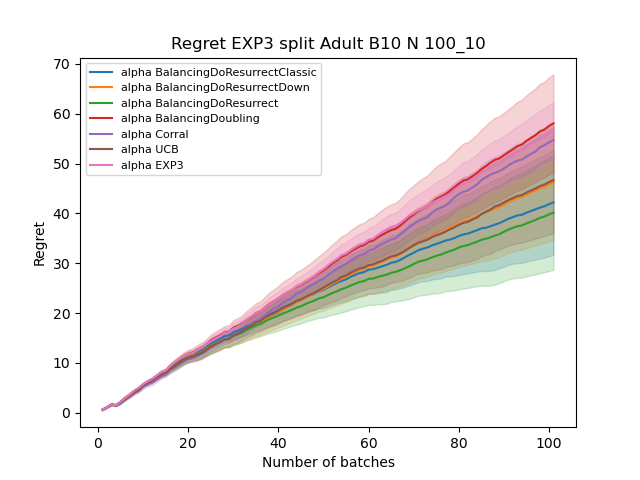 Regret EXP3 split Adult B10 N 100_10
70
60
50
40
30
20
10
0
Regret
alpha BalancingDoResurrectClassic
alpha BalancingDoResurrectDown
alpha BalancingDoResurrect
alpha BalancingDoubling
alpha Corral
alpha UCB
alpha EXP3
0 20 40 60 80 100
Number of batches